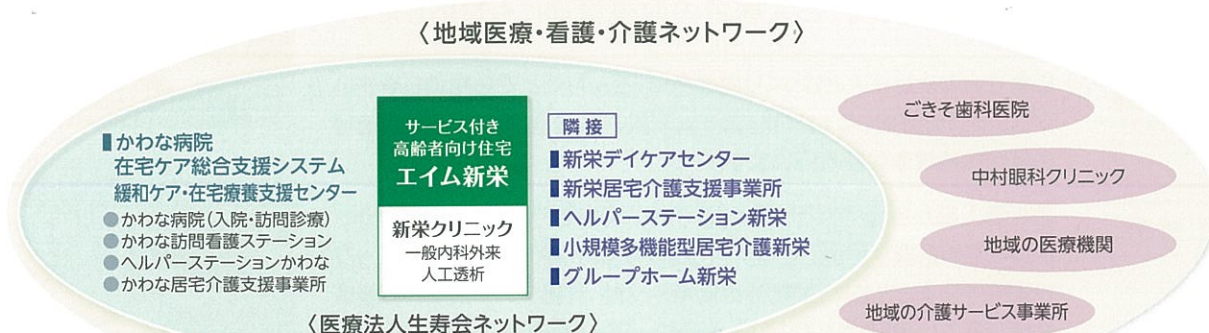 〈地域医療・看護・介護ネットワーク〉
■かわな病院
在宅ケア総合支援システム
緩和ケア・在宅療養支援センター
●かわな病院(入院・訪問診療)
●かわな訪問看護ステーション
●ヘルパーステーションかわな
●かわな居宅介護支援事業所
サービス付き
高齢者向け住宅
エイム新栄
新栄クリニック
一般内科外来
人工透析
隣接
■新栄デイケアセンター
■新栄居宅介護支援事業所
■ヘルパーステーション新栄
■小規模多機能型居宅介護新栄
■グループホーム新栄
〈医療法人生寿会ネットワーク〉
ごきそ歯科医院
中村眼科クリニック
地域の医療機関
地域の介護サービス事業所